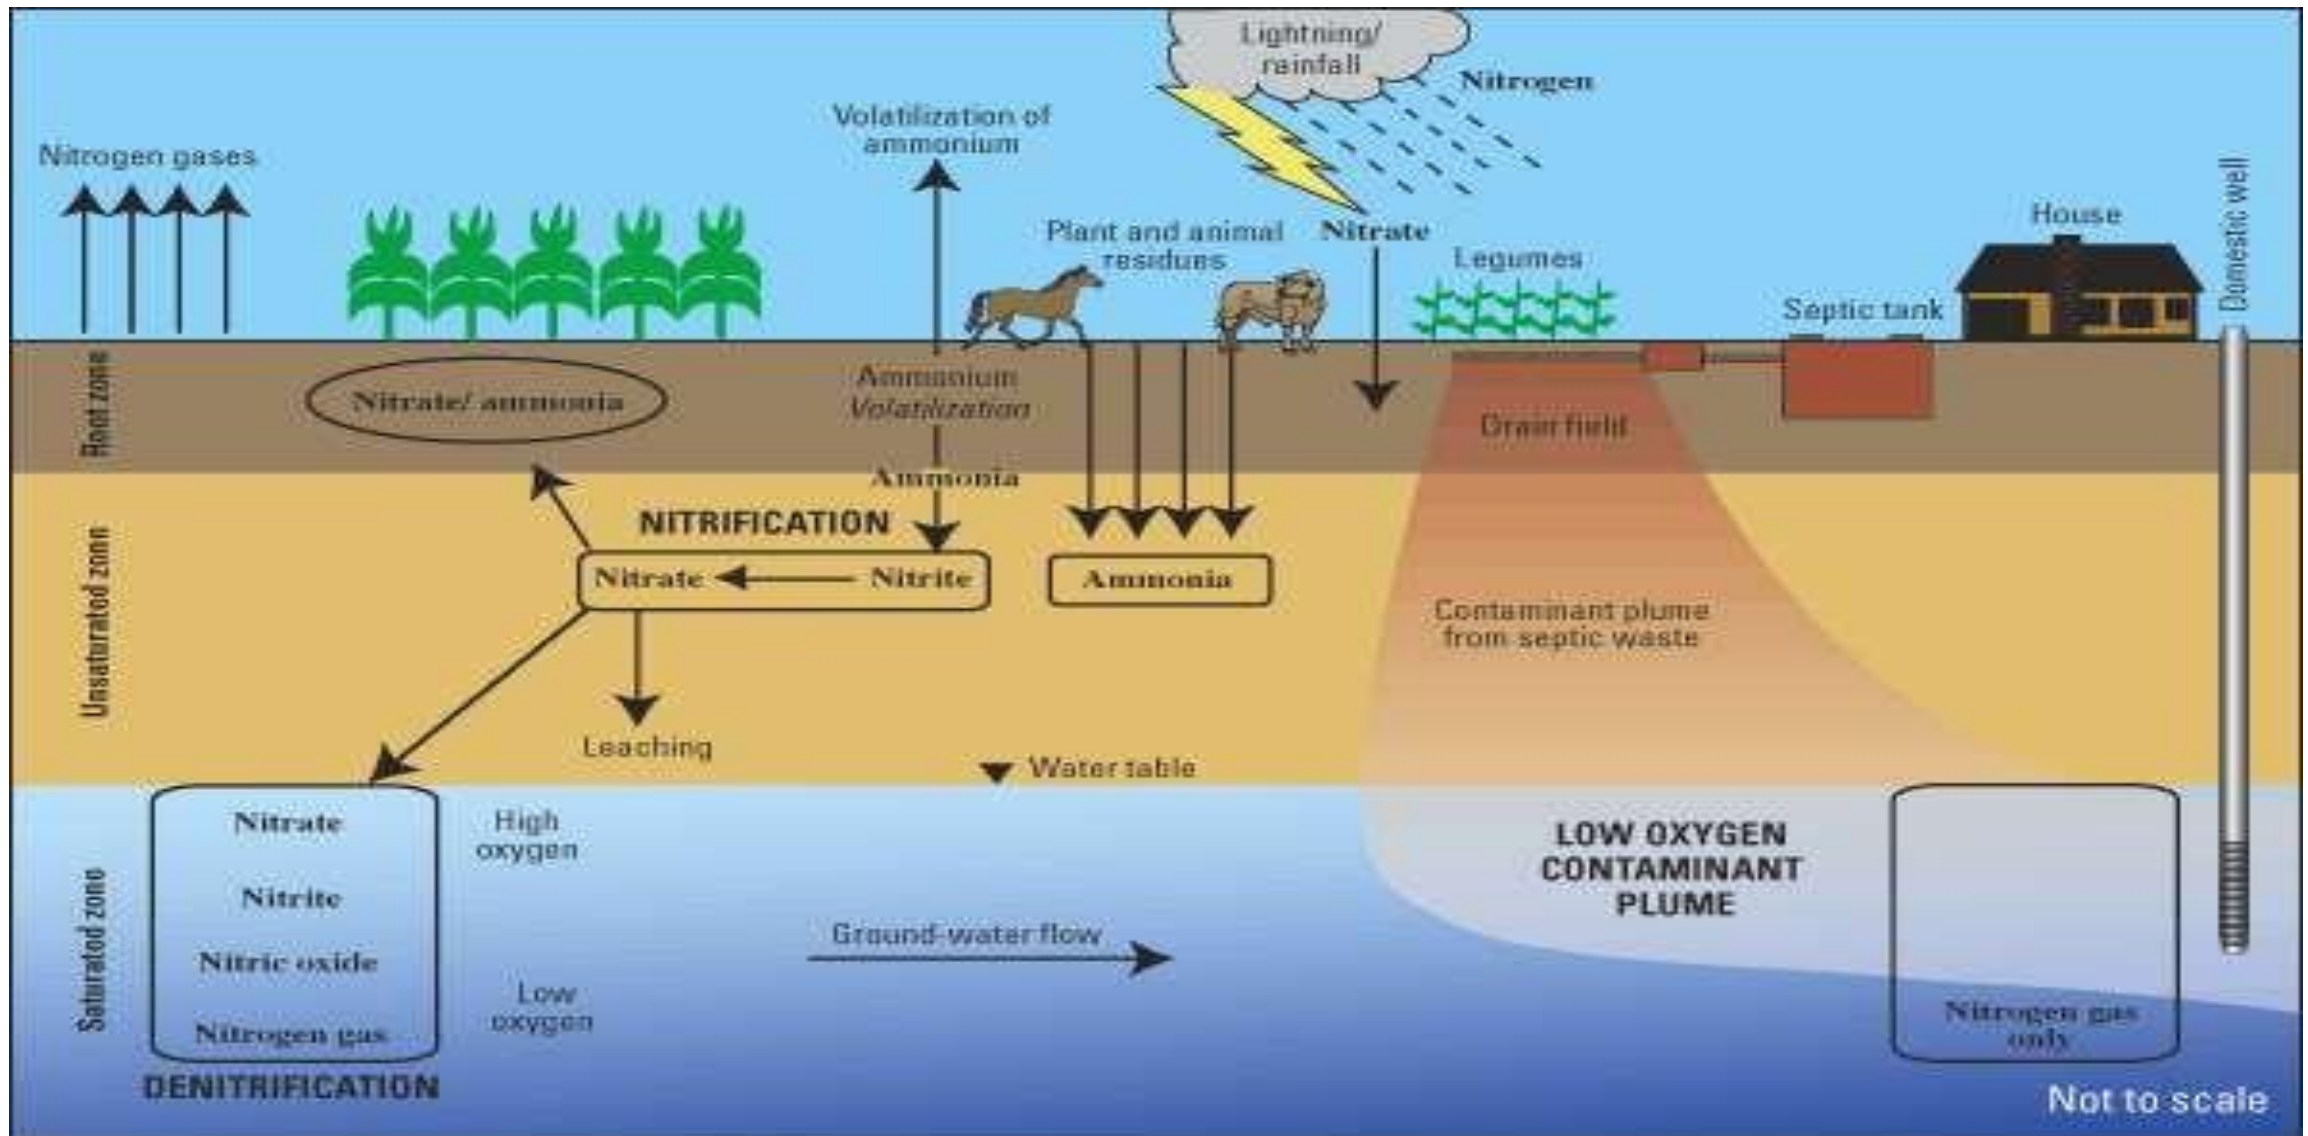 Lightning/
rainfall
Nitrogen
Volatilization of
ammonium
Nitrogen gases
Plant and animal
residues
Nitrate
Legumes
House
Domestic well
Septic tank
Root zone
Nitrate/ ammonia
Ammonium
Volatilization
Drain field
Ammonia
NITRIFICATION
Nitrate
Nitrite
Ammonia
Unsaturated zone
Contaminant plume
from septic waste
Leaching
Water table
Saturated zone
Nitrate
Nitrite
Nitric oxide
Nitrogen gas
High
oxygen
Low
oxygen
DENITRIFICATION
Ground-water flow
LOW OXYGEN
CONTAMINANT
PLUME
Nitrogen gas
only
Not to scale